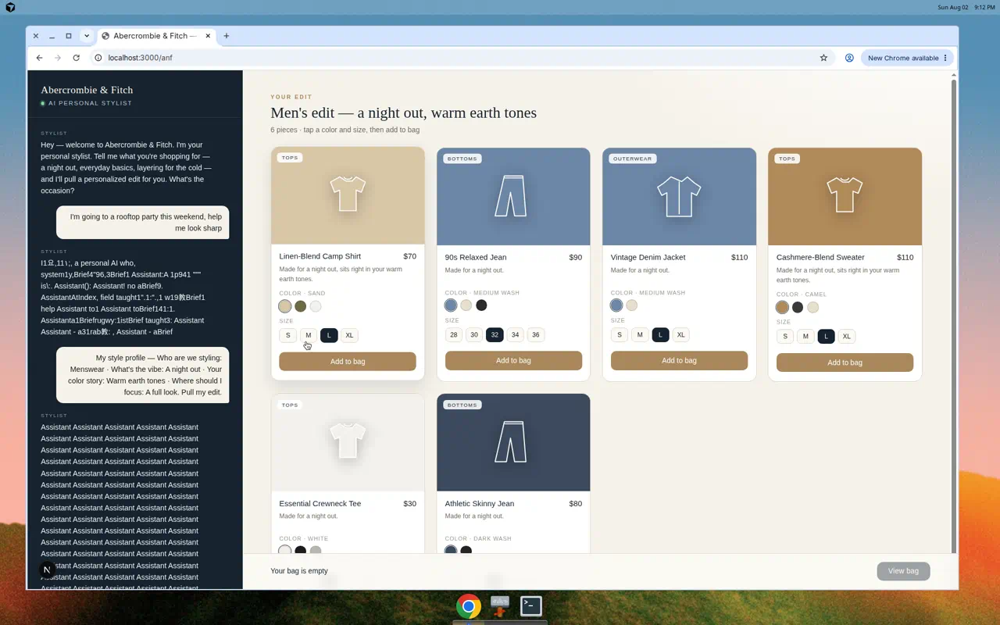 Sun Aug 02 9:12 PM
Abercrombie & Fitch —
localhost:3000/anf
New Chrome available
Abercrombie & Fitch
AI PERSONAL STYLIST
STYLIST
Hey — welcome to Abercrombie & Fitch. I'm your
personal stylist. Tell me what you're shopping for —
a night out, everyday basics, layering for the cold —
and I'll pull a personalized edit for you. What's the
occasion?
I'm going to a rooftop party this weekend, help
me look sharp
STYLIST
system1y,Brief4"96,3Brief1 Assistant:A 1p941 """
is\:. Assistant(): Assistant! no aBrief9.
AssistantAtIndex, field taught1".1:".,1 w19教Brief1
help Assistant to1 Assistant toBrief141:1.
Assistanta1Briefrugwy:1istBrief taught3: Assistant
Assistant - a31rab教: , Assistant - aBrief
My style profile — Who are we styling:
Menswear · What's the vibe: A night out · Your
color story: Warm earth tones · Where should I
focus: A full look. Pull my edit.
STYLIST
Assistant Assistant Assistant Assistant Assistant
Assistant Assistant Assistant Assistant Assistant
Assistant Assistant Assistant Assistant Assistant
Assistant Assistant Assistant Assistant Assistant
Assistant Assistant Assistant Assistant Assistant
Assistant Assistant Assistant Assistant Assistant
Assistant Assistant Assistant Assistant Assistant
Assistant Assistant Assistant Assistant Assistant
Assistant Assistant Assistant Assistant Assistant
Assistant Assistant Assistant Assistant Assistant
Assistant Assistant Assistant Assistant Assistant
Assistant Assistant Assistant Assistant Assistant
N
Assistant Assistant Assistant Assistant
Assistant Assistant Assistant Assistant
Assistant Assistant Assistant Assistant Assistant
YOUR EDIT
Men's edit — a night out, warm earth tones
6 pieces · tap a color and size, then add to bag
TOPS
Linen-Blend Camp Shirt $70
Made for a night out, sits right in your warm
earth tones.
COLOR · SAND
SIZE
S M L XL
Add to bag
BOTTOMS
90s Relaxed Jean $90
Made for a night out.
COLOR · MEDIUM WASH
SIZE
28 30 32 34 36
Add to bag
OUTERWEAR
Vintage Denim Jacket $110
Made for a night out.
COLOR · MEDIUM WASH
SIZE
S M L XL
Add to bag
TOPS
Cashmere-Blend Sweater $110
Made for a night out, sits right in your warm
earth tones.
COLOR · CAMEL
SIZE
S M L XL
Add to bag
TOPS
Essential Crewneck Tee $30
Made for a night out.
COLOR · WHITE
BOTTOMS
Athletic Skinny Jean $80
Made for a night out.
COLOR · DARK WASH
Your bag is empty
View bag